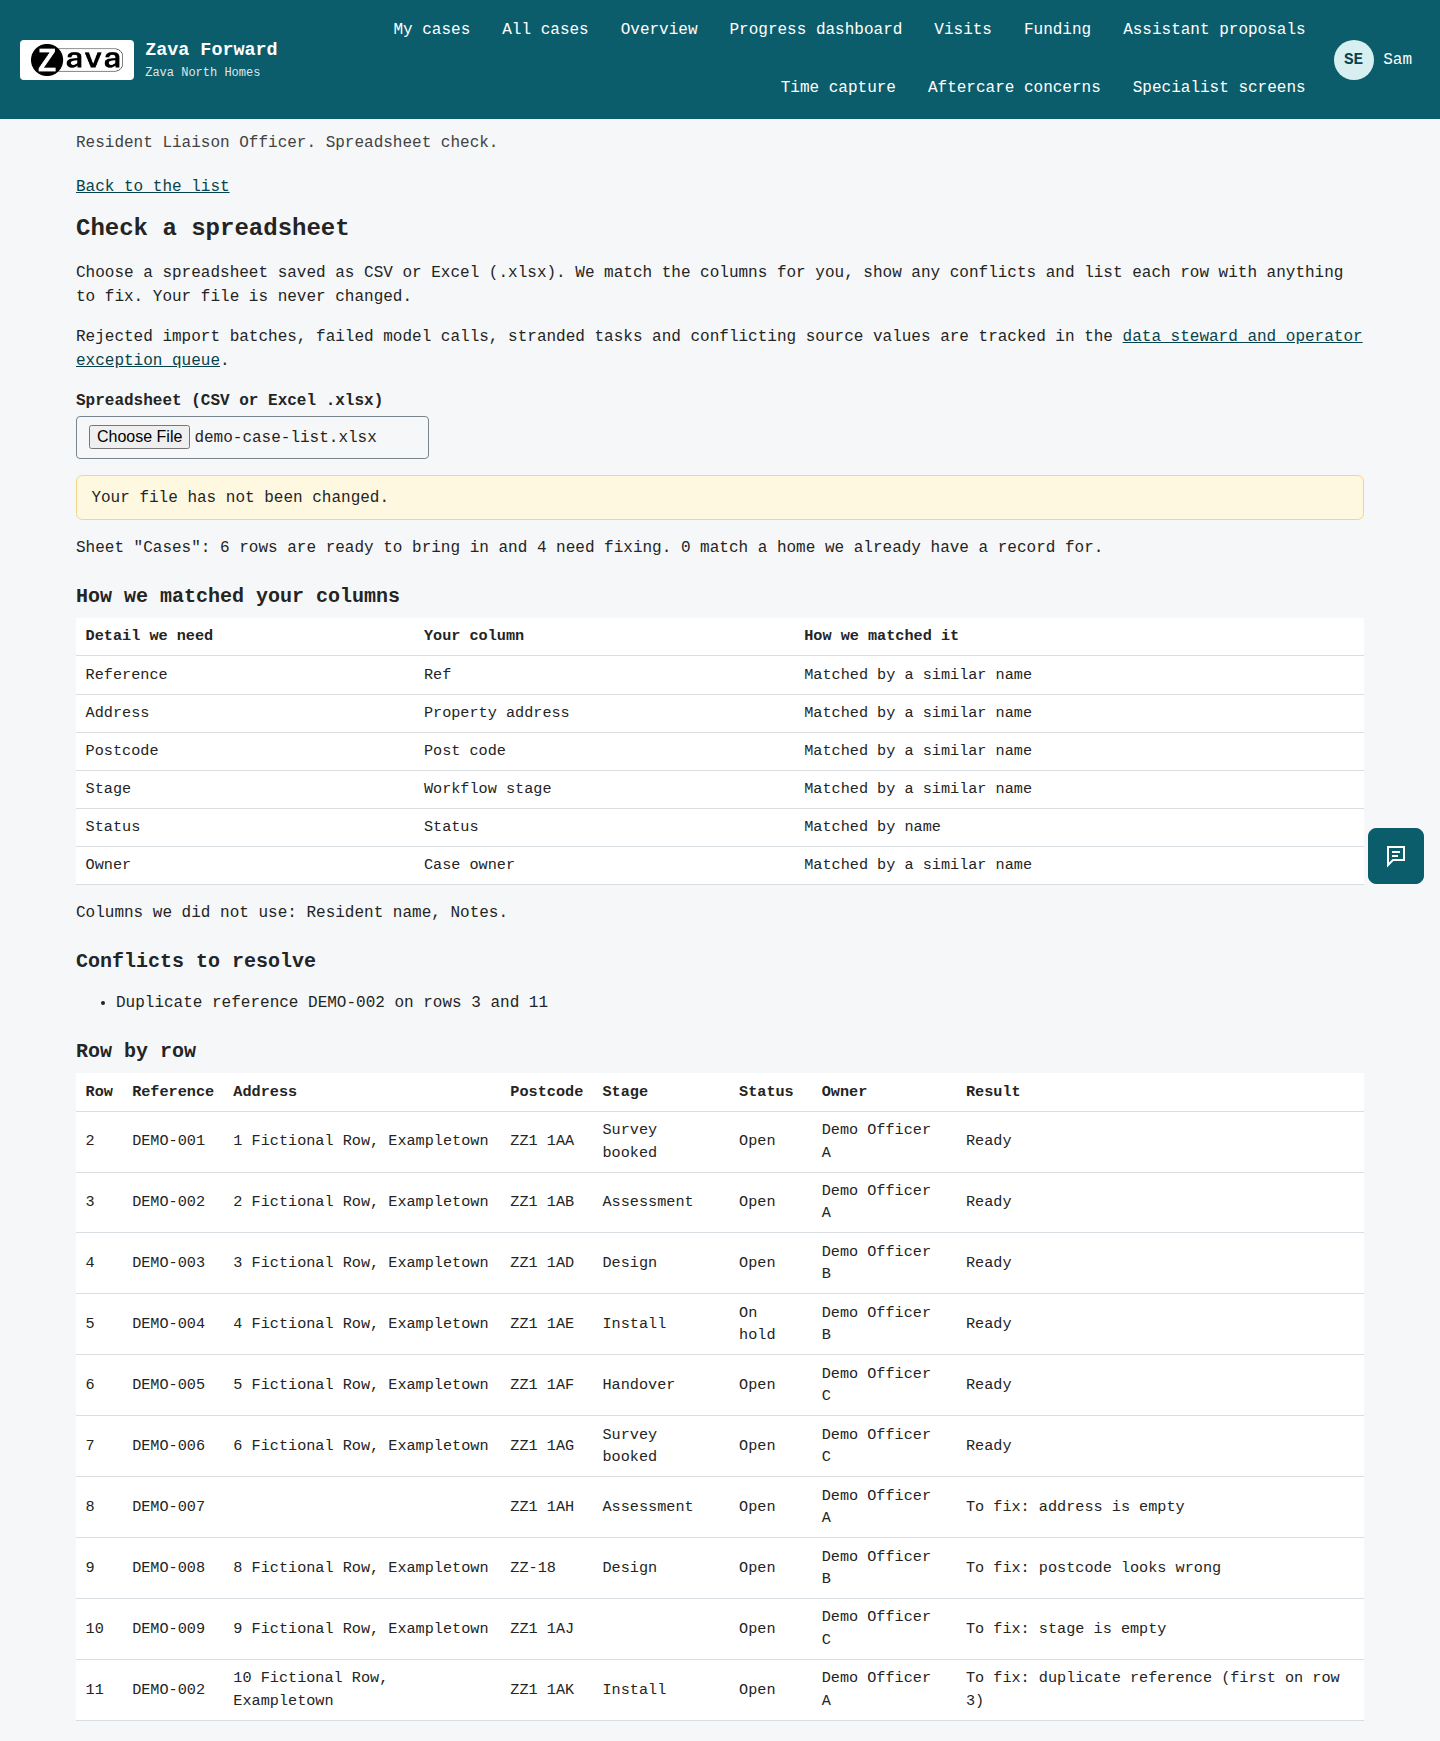 Zava
Zava Forward
Zava North Homes
My cases All cases Overview Progress dashboard Visits Funding Assistant proposals
Time capture Aftercare concerns Specialist screens
SE Sam
Resident Liaison Officer. Spreadsheet check.
Back to the list
Check a spreadsheet
Choose a spreadsheet saved as CSV or Excel (.xlsx). We match the columns for you, show any conflicts and list each row with anything
to fix. Your file is never changed.
Rejected import batches, failed model calls, stranded tasks and conflicting source values are tracked in the data steward and operator
exception queue.
Spreadsheet (CSV or Excel .xlsx)
Choose File demo-case-list.xlsx
Your file has not been changed.
Sheet "Cases": 6 rows are ready to bring in and 4 need fixing. 0 match a home we already have a record for.
How we matched your columns
Detail we need Your column How we matched it
Reference Ref Matched by a similar name
Address Property address Matched by a similar name
Postcode Post code Matched by a similar name
Stage Workflow stage Matched by a similar name
Status Status Matched by name
Owner Case owner Matched by a similar name
Columns we did not use: Resident name, Notes.
Conflicts to resolve
• Duplicate reference DEMO-002 on rows 3 and 11
Row by row
Row Reference Address Postcode Stage Status Owner Result
2 DEMO-001 1 Fictional Row, Exampletown ZZ1 1AA Survey booked Open Demo Officer A Ready
3 DEMO-002 2 Fictional Row, Exampletown ZZ1 1AB Assessment Open Demo Officer A Ready
4 DEMO-003 3 Fictional Row, Exampletown ZZ1 1AD Design Open Demo Officer B Ready
5 DEMO-004 4 Fictional Row, Exampletown ZZ1 1AE Install On hold Demo Officer B Ready
6 DEMO-005 5 Fictional Row, Exampletown ZZ1 1AF Handover Open Demo Officer C Ready
7 DEMO-006 6 Fictional Row, Exampletown ZZ1 1AG Survey booked Open Demo Officer C Ready
8 DEMO-007 ZZ1 1AH Assessment Open Demo Officer A To fix: address is empty
9 DEMO-008 8 Fictional Row, Exampletown ZZ-18 Design Open Demo Officer B To fix: postcode looks wrong
10 DEMO-009 9 Fictional Row, Exampletown ZZ1 1AJ Open Demo Officer C To fix: stage is empty
11 DEMO-002 10 Fictional Row, Exampletown ZZ1 1AK Install Open Demo Officer A To fix: duplicate reference (first on row 3)